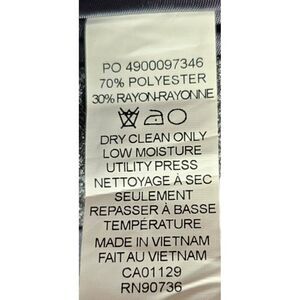 PO 4900097346
70% POLYESTER
30% RAYON-RAYONNE
DRY CLEAN ONLY
LOW MOISTURE
UTILITY PRESS
NETTOYAGE À SEC
SEULEMENT
REPASSER À BASSE
TEMPÉRATURE
MADE IN VIETNAM
FAIT AU VIETNAM
CA01129
RN90736